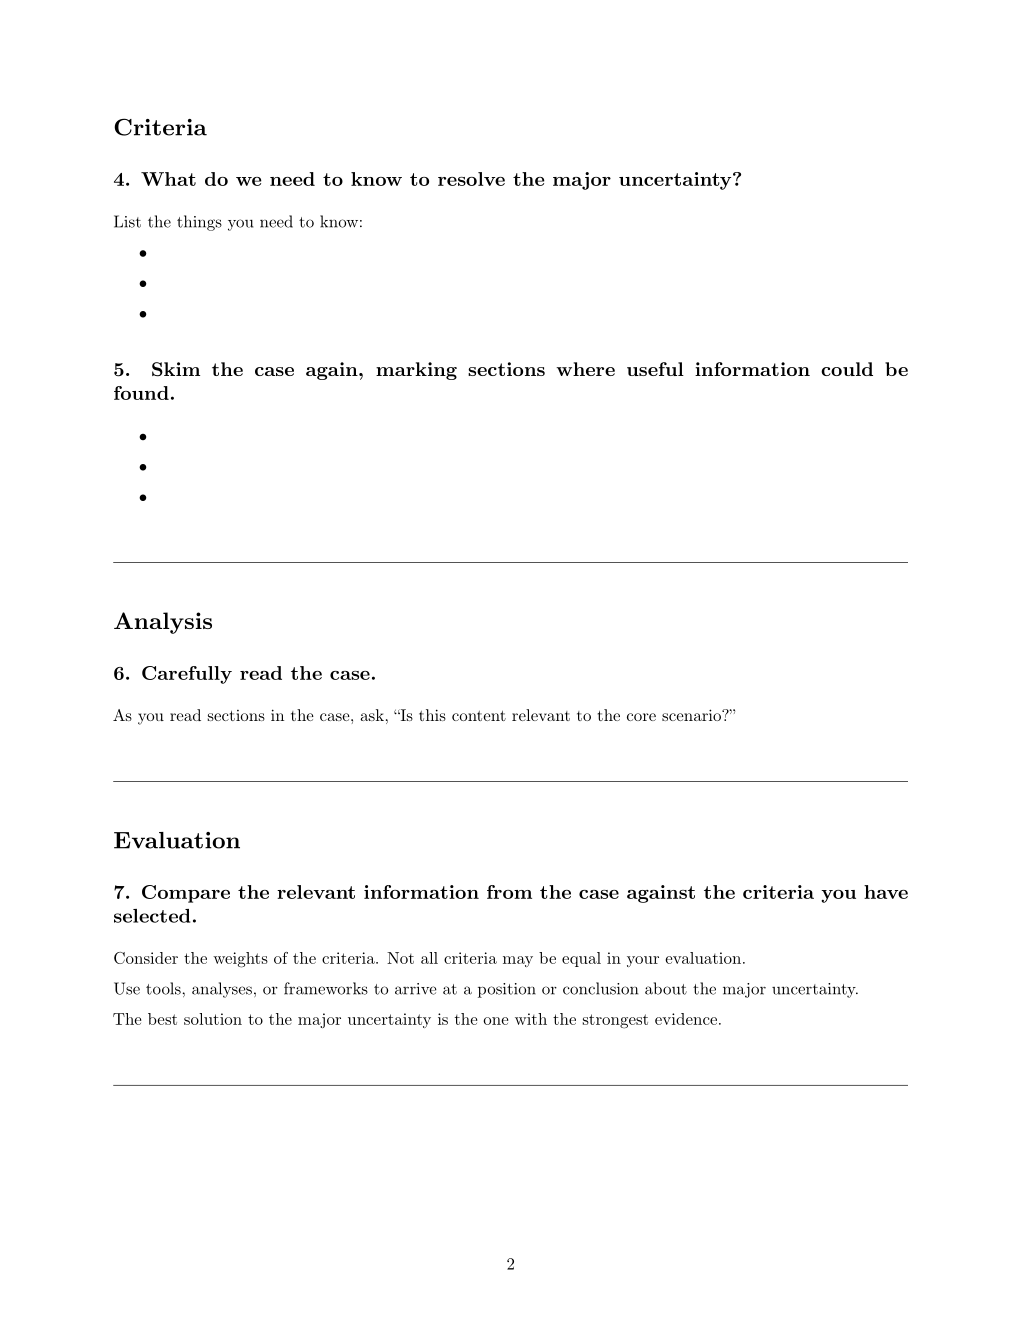 Criteria
4. What do we need to know to resolve the major uncertainty?
List the things you need to know:
•
•
•
5. Skim the case again, marking sections where useful information could be
found.
•
•
•
Analysis
6. Carefully read the case.
As you read sections in the case, ask, “Is this content relevant to the core scenario?”
Evaluation
7. Compare the relevant information from the case against the criteria you have
selected.
Consider the weights of the criteria. Not all criteria may be equal in your evaluation.
Use tools, analyses, or frameworks to arrive at a position or conclusion about the major uncertainty.
The best solution to the major uncertainty is the one with the strongest evidence.
2